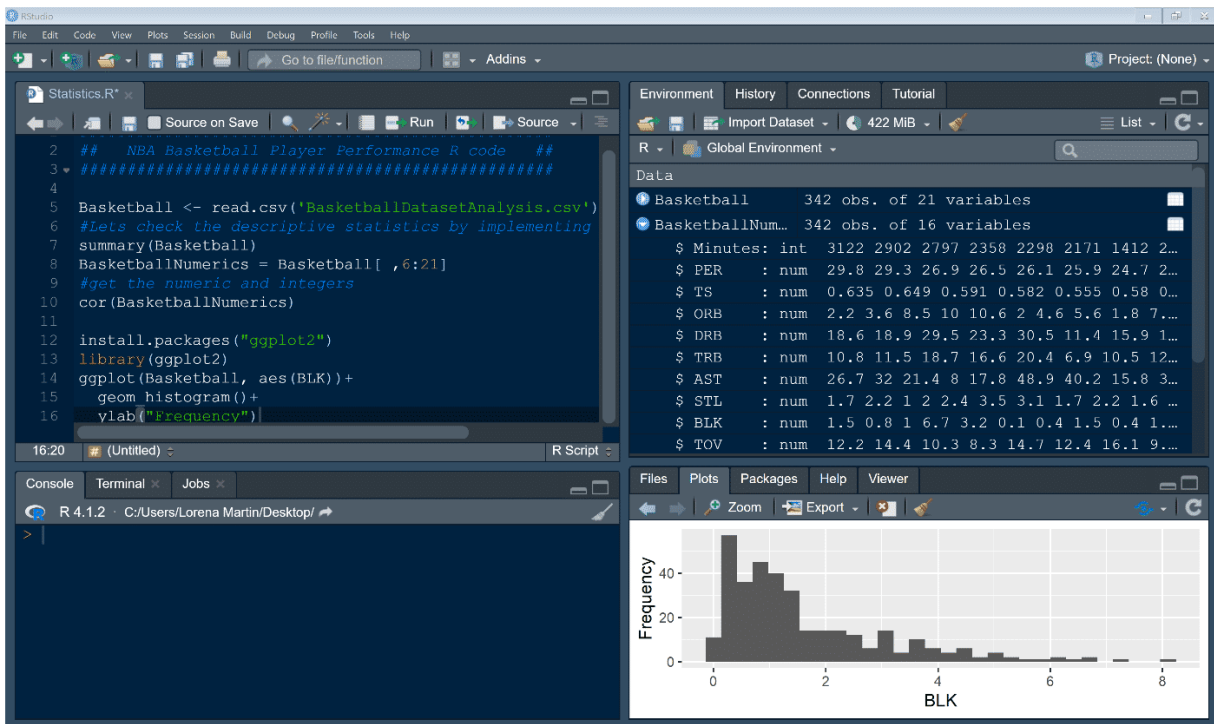 RStudio
File Edit Code View Plots Session Build Debug Profile Tools Help
Go to file/function Addins Project: (None)
Statistics.R*
Source on Save Run Source
2 ## NBA Basketball Player Performance R code ##
3 ##################################################
4
5 Basketball <- read.csv('BasketballDatasetAnalysis.csv')
6 #Lets check the descriptive statistics by implementing
7 summary(Basketball)
8 BasketballNumerics = Basketball[ ,6:21]
9 #get the numeric and integers
10 cor(BasketballNumerics)
11
12 install.packages("ggplot2")
13 library(ggplot2)
14 ggplot(Basketball, aes(BLK))+
15 geom_histogram()+
16 ylab("Frequency")
16:20 # (Untitled) R Script
Console Terminal Jobs
R 4.1.2 · C:/Users/Lorena Martin/Desktop/
>
Environment History Connections Tutorial
Import Dataset 422 MiB List
R Global Environment
Data
Basketball 342 obs. of 21 variables
BasketballNum… 342 obs. of 16 variables
$ Minutes: int 3122 2902 2797 2358 2298 2171 1412 2…
$ PER : num 29.8 29.3 26.9 26.5 26.1 25.9 24.7 2…
$ TS : num 0.635 0.649 0.591 0.582 0.555 0.58 0…
$ ORB : num 2.2 3.6 8.5 10 10.6 2 4.6 5.6 1.8 7.…
$ DRB : num 18.6 18.9 29.5 23.3 30.5 11.4 15.9 1…
$ TRB : num 10.8 11.5 18.7 16.6 20.4 6.9 10.5 12…
$ AST : num 26.7 32 21.4 8 17.8 48.9 40.2 15.8 3…
$ STL : num 1.7 2.2 1 2 2.4 3.5 3.1 1.7 2.2 1.6 …
$ BLK : num 1.5 0.8 1 6.7 3.2 0.1 0.4 1.5 0.4 1.…
$ TOV : num 12.2 14.4 10.3 8.3 14.7 12.4 16.1 9.…
Files Plots Packages Help Viewer
Zoom Export
Frequency
40
20
0
0 2 4 6 8
BLK